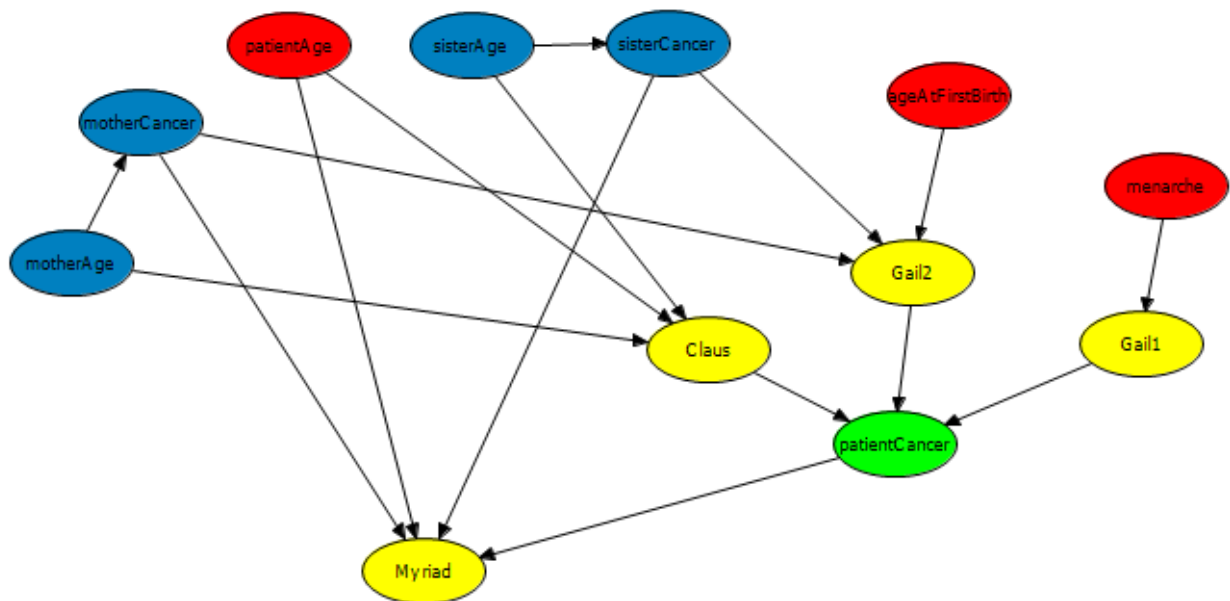 patientAge
sisterAge
sisterCancer
ageAtFirstBirth
motherCancer
menarche
motherAge
Gail2
Claus
Gail1
patientCancer
Myriad